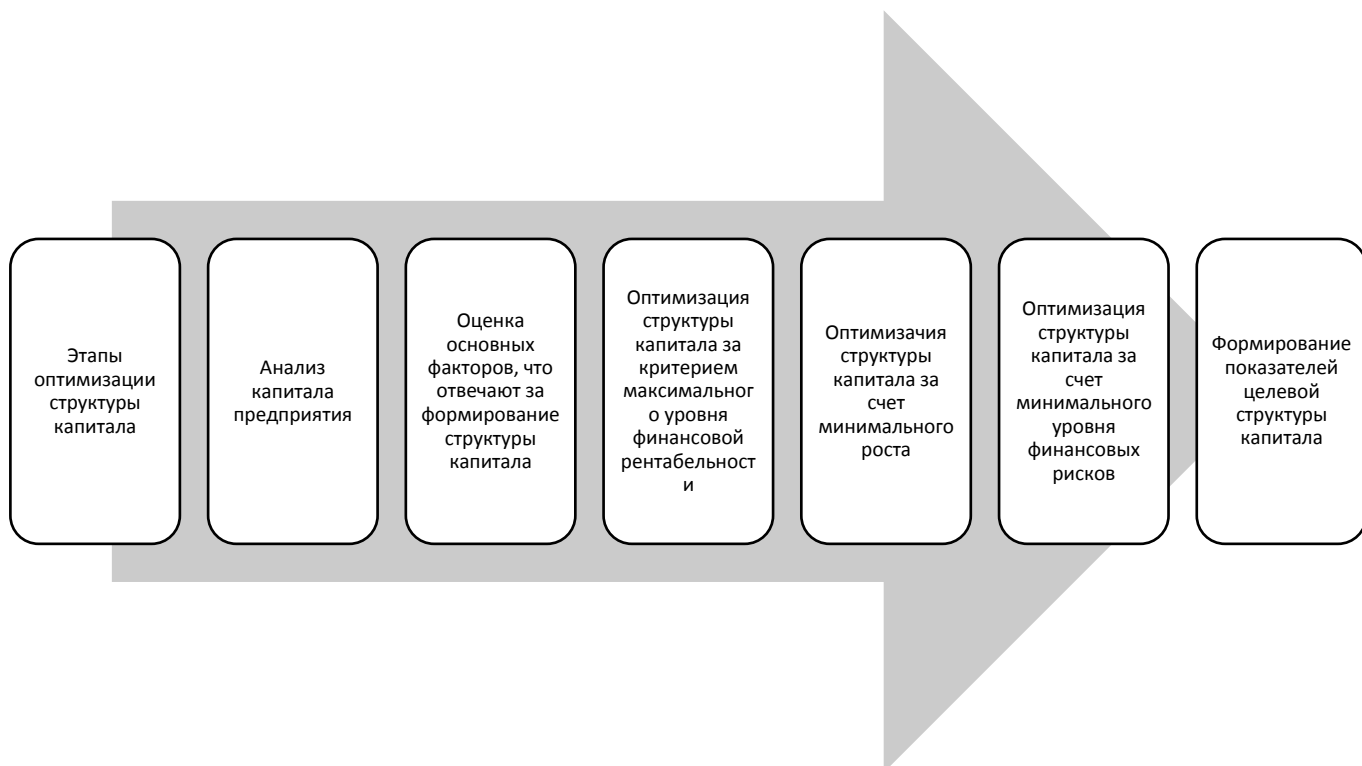 Этапы
оптимизации
структуры
капитала
Анализ
капитала
предприятия
Оценка
основных
факторов, что
отвечают за
формирование
структуры
капитала
Оптимизация
структуры
капитала за
критерием
максимальног
о уровня
финансовой
рентабельност
и
Оптимизачия
структуры
капитала за
счет
минимального
роста
Оптимизация
структуры
капитала за
счет
минимального
уровня
финансовых
рисков
Формирование
показателей
целевой
структуры
капитала